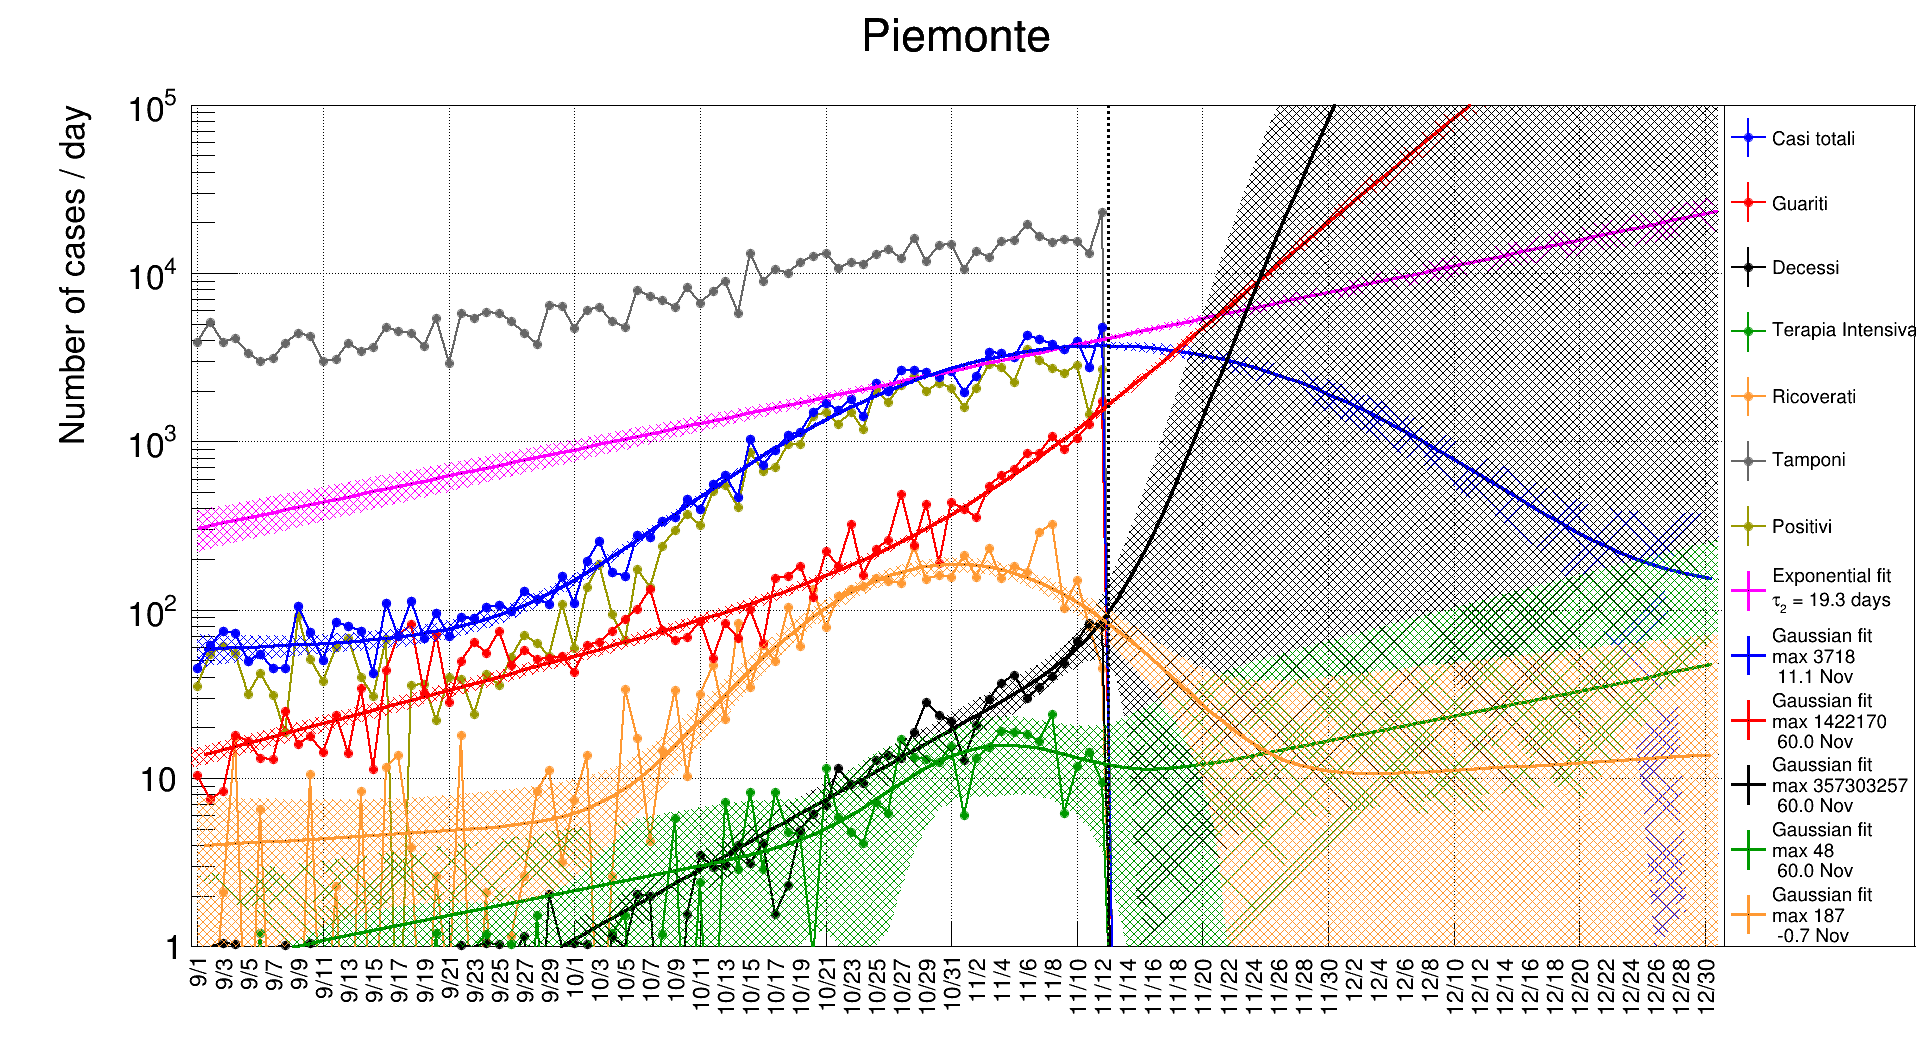 Piemonte
Number of cases / day
10^5
10^4
10^3
10^2
10
1
9/1 9/3 9/5 9/7 9/9 9/11 9/13 9/15 9/17 9/19 9/21 9/23 9/25 9/27 9/29 10/1 10/3 10/5 10/7 10/9 10/11 10/13 10/15 10/17 10/19 10/21 10/23 10/25 10/27 10/29 10/31 11/2 11/4 11/6 11/8 11/10 11/12 11/14 11/16 11/18 11/20 11/22 11/24 11/26 11/28 11/30 12/2 12/4 12/6 12/8 12/10 12/12 12/14 12/16 12/18 12/20 12/22 12/24 12/26 12/28 12/30
Casi totali
Guariti
Decessi
Terapia Intensiva
Ricoverati
Tamponi
Positivi
Exponential fit
τ2 = 19.3 days
Gaussian fit
max 3718
11.1 Nov
Gaussian fit
max 1422170
60.0 Nov
Gaussian fit
max 357303257
60.0 Nov
Gaussian fit
max 48
60.0 Nov
Gaussian fit
max 187
-0.7 Nov